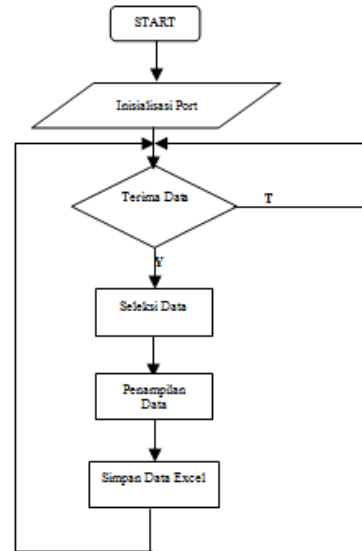 START
Inisialisasi Port
Terima Data
T
Y
Seleksi Data
Penampilan
Data
Simpan Data Excel